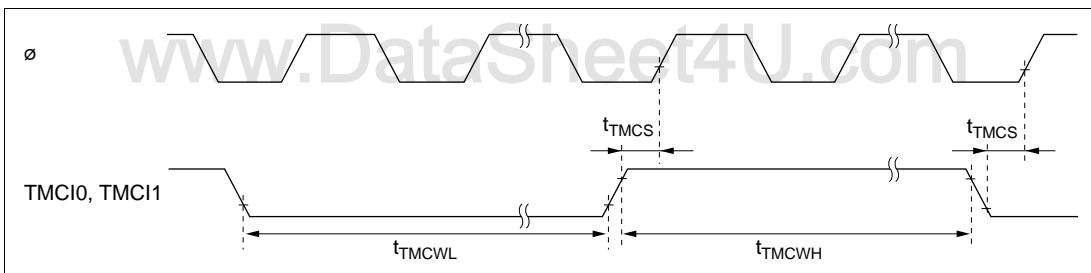 www.DataSheet4U.com
ø
tTMCS
tTMCS
TMCI0, TMCI1
tTMCWL
tTMCWH